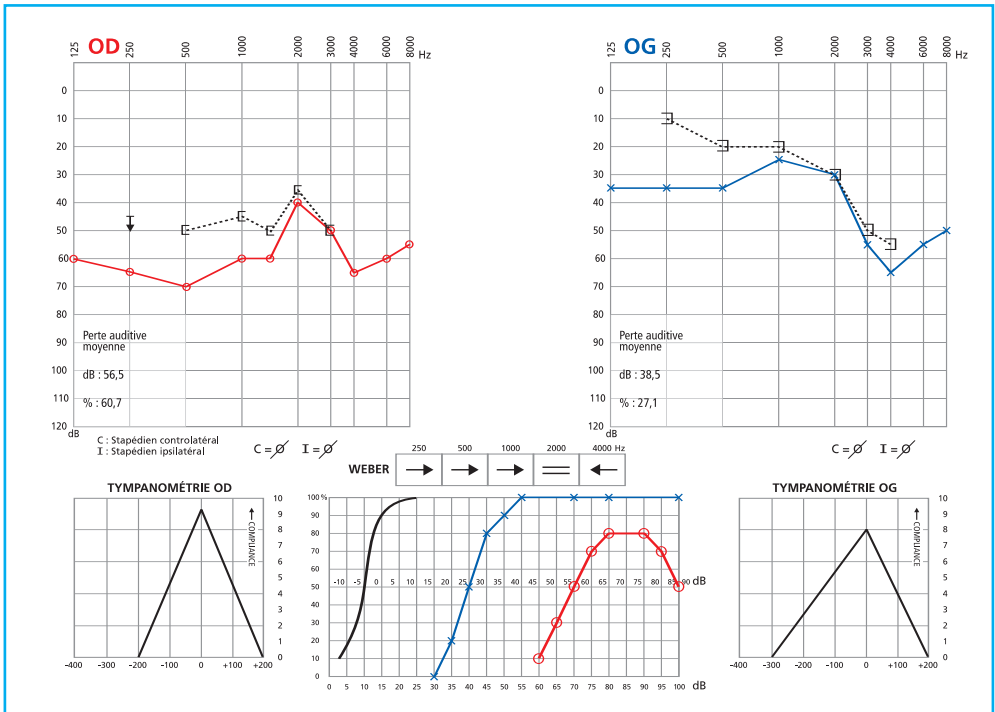 OD
125 250 500 1000 2000 3000 4000 6000 8000 Hz
0
10
20
30
40
50
60
70
80
90
100
110
120
dB
Perte auditive
moyenne
dB : 56,5
% : 60,7
C : Stapédien controlatéral
I : Stapédien ipsilatéral
C = Ø I = Ø
OG
125 250 500 1000 2000 3000 4000 6000 8000 Hz
0
10
20
30
40
50
60
70
80
90
100
110
120
dB
Perte auditive
moyenne
dB : 38,5
% : 27,1
C = Ø I = Ø
250 500 1000 2000 4000 Hz
WEBER
TYMPANOMÉTRIE OD
10
9
8
7
6
5
4
3
2
1
0
COMPLIANCE
–400 –300 –200 –100 0 +100 +200
100 %
90
80
70
60
50
40
30
20
10
0
-10 -5 0 5 10 15 20 25 30 35 40 45 50 55 60 65 70 75 80 85 90 dB
0 5 10 15 20 25 30 35 40 45 50 55 60 65 70 75 80 85 90 95 100 dB
TYMPANOMÉTRIE OG
10
9
8
7
6
5
4
3
2
1
0
COMPLIANCE
–400 –300 –200 –100 0 +100 +200